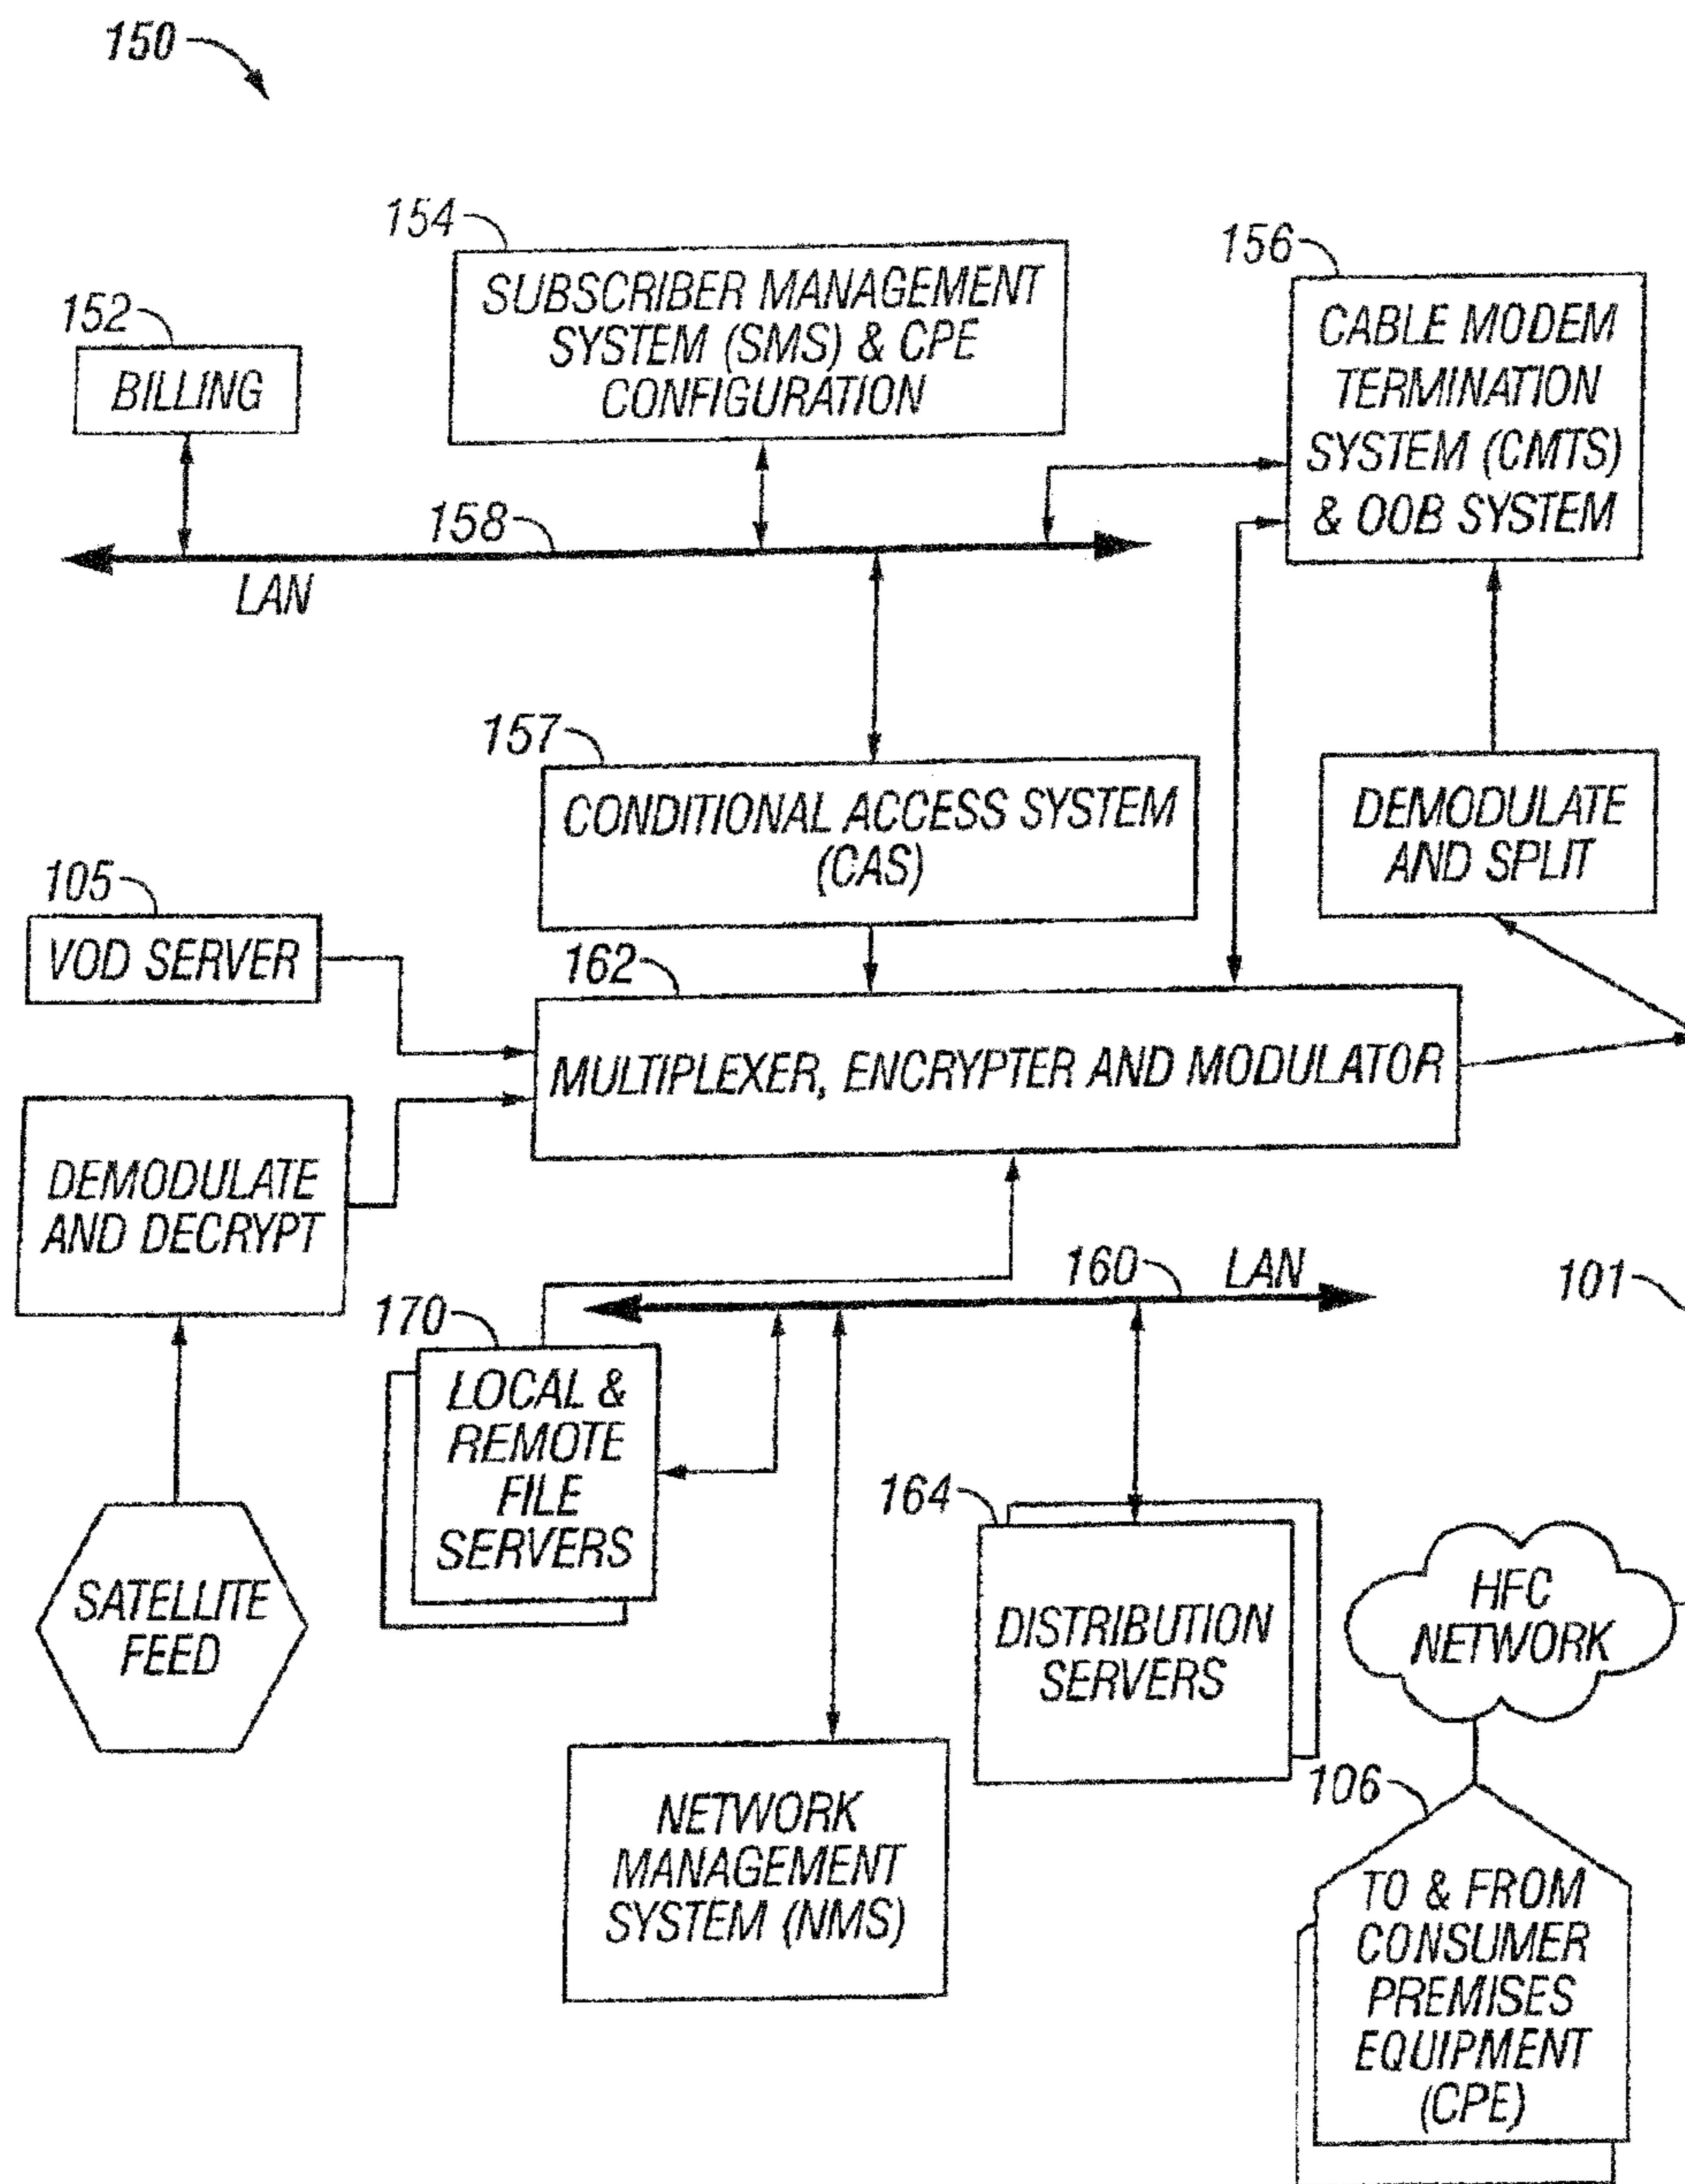 150
154
SUBSCRIBER MANAGEMENT
SYSTEM (SMS) & CPE
CONFIGURATION
156
CABLE MODEM
TERMINATION
SYSTEM (CMTS)
& OOB SYSTEM
152
BILLING
158
LAN
157
CONDITIONAL ACCESS SYSTEM
(CAS)
DEMODULATE
AND SPLIT
105
VOD SERVER
162
MULTIPLEXER, ENCRYPTER AND MODULATOR
DEMODULATE
AND DECRYPT
160
LAN
101
170
LOCAL &
REMOTE
FILE
SERVERS
164
DISTRIBUTION
SERVERS
HFC
NETWORK
SATELLITE
FEED
NETWORK
MANAGEMENT
SYSTEM (NMS)
106
TO & FROM
CONSUMER
PREMISES
EQUIPMENT
(CPE)